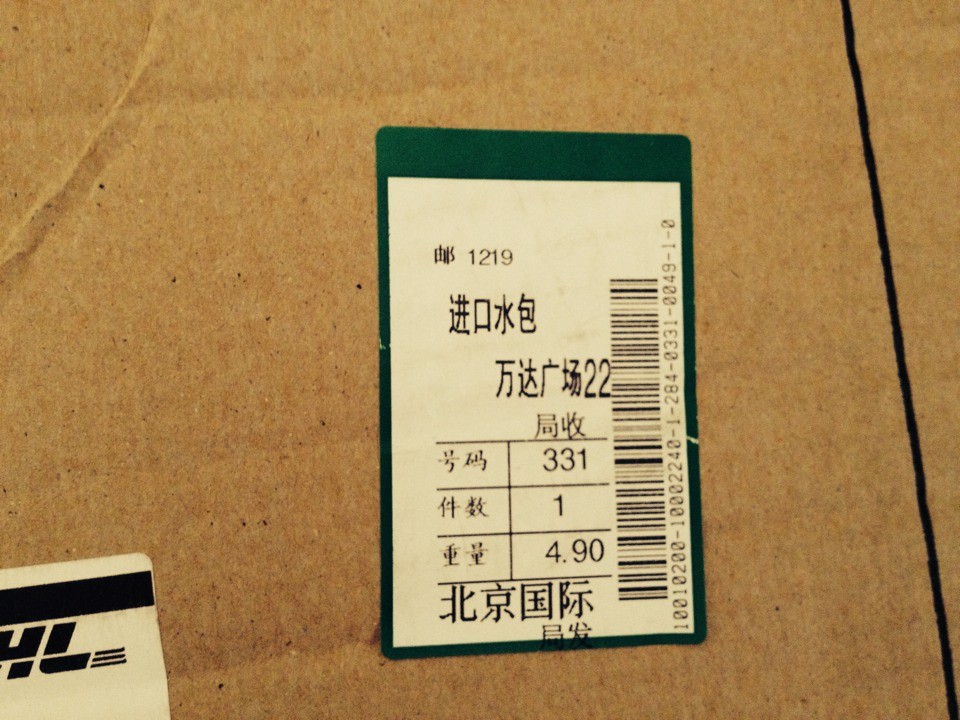 邮 1219
进口水包
万达广场22
局收
号码 331
件数 1
重量 4.90
北京国际
局发
10010200-10002240-1-284-0331-0049-1-0